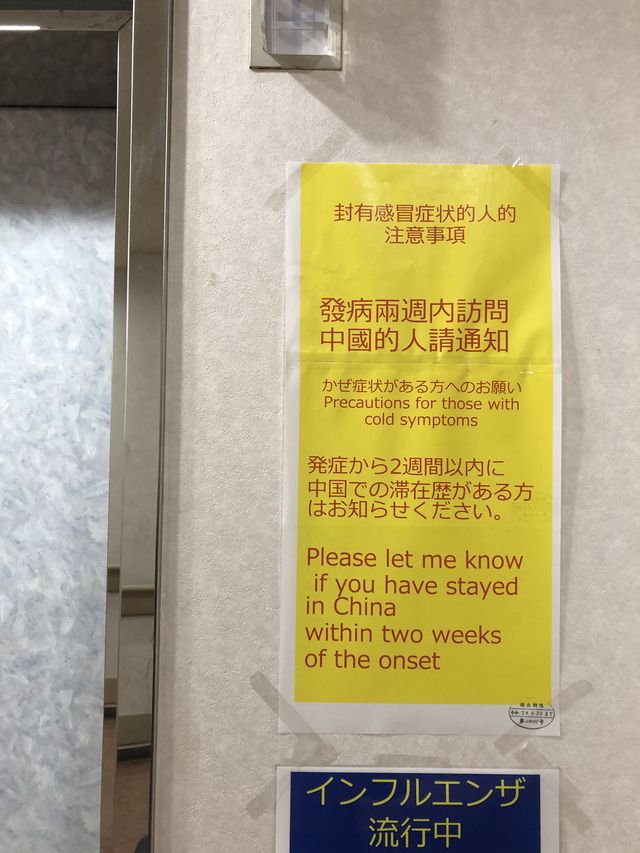 封有感冒症状的人的
注意事項
發病兩週内訪問
中國的人請通知
かぜ症状がある方へのお願い
Precautions for those with
cold symptoms
発症から2週間以内に
中国での滞在歴がある方
はお知らせください。
Please let me know
if you have stayed
in China
within two weeks
of the onset
掲出期限
インフルエンザ
流行中